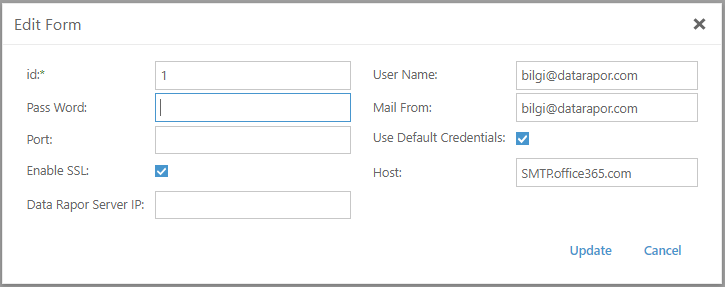 Edit Form
id:* 1 User Name: bilgi@datarapor.com
Pass Word: Mail From: bilgi@datarapor.com
Port: Use Default Credentials:
Enable SSL: Host: SMTP.office365.com
Data Rapor Server IP:
Update Cancel